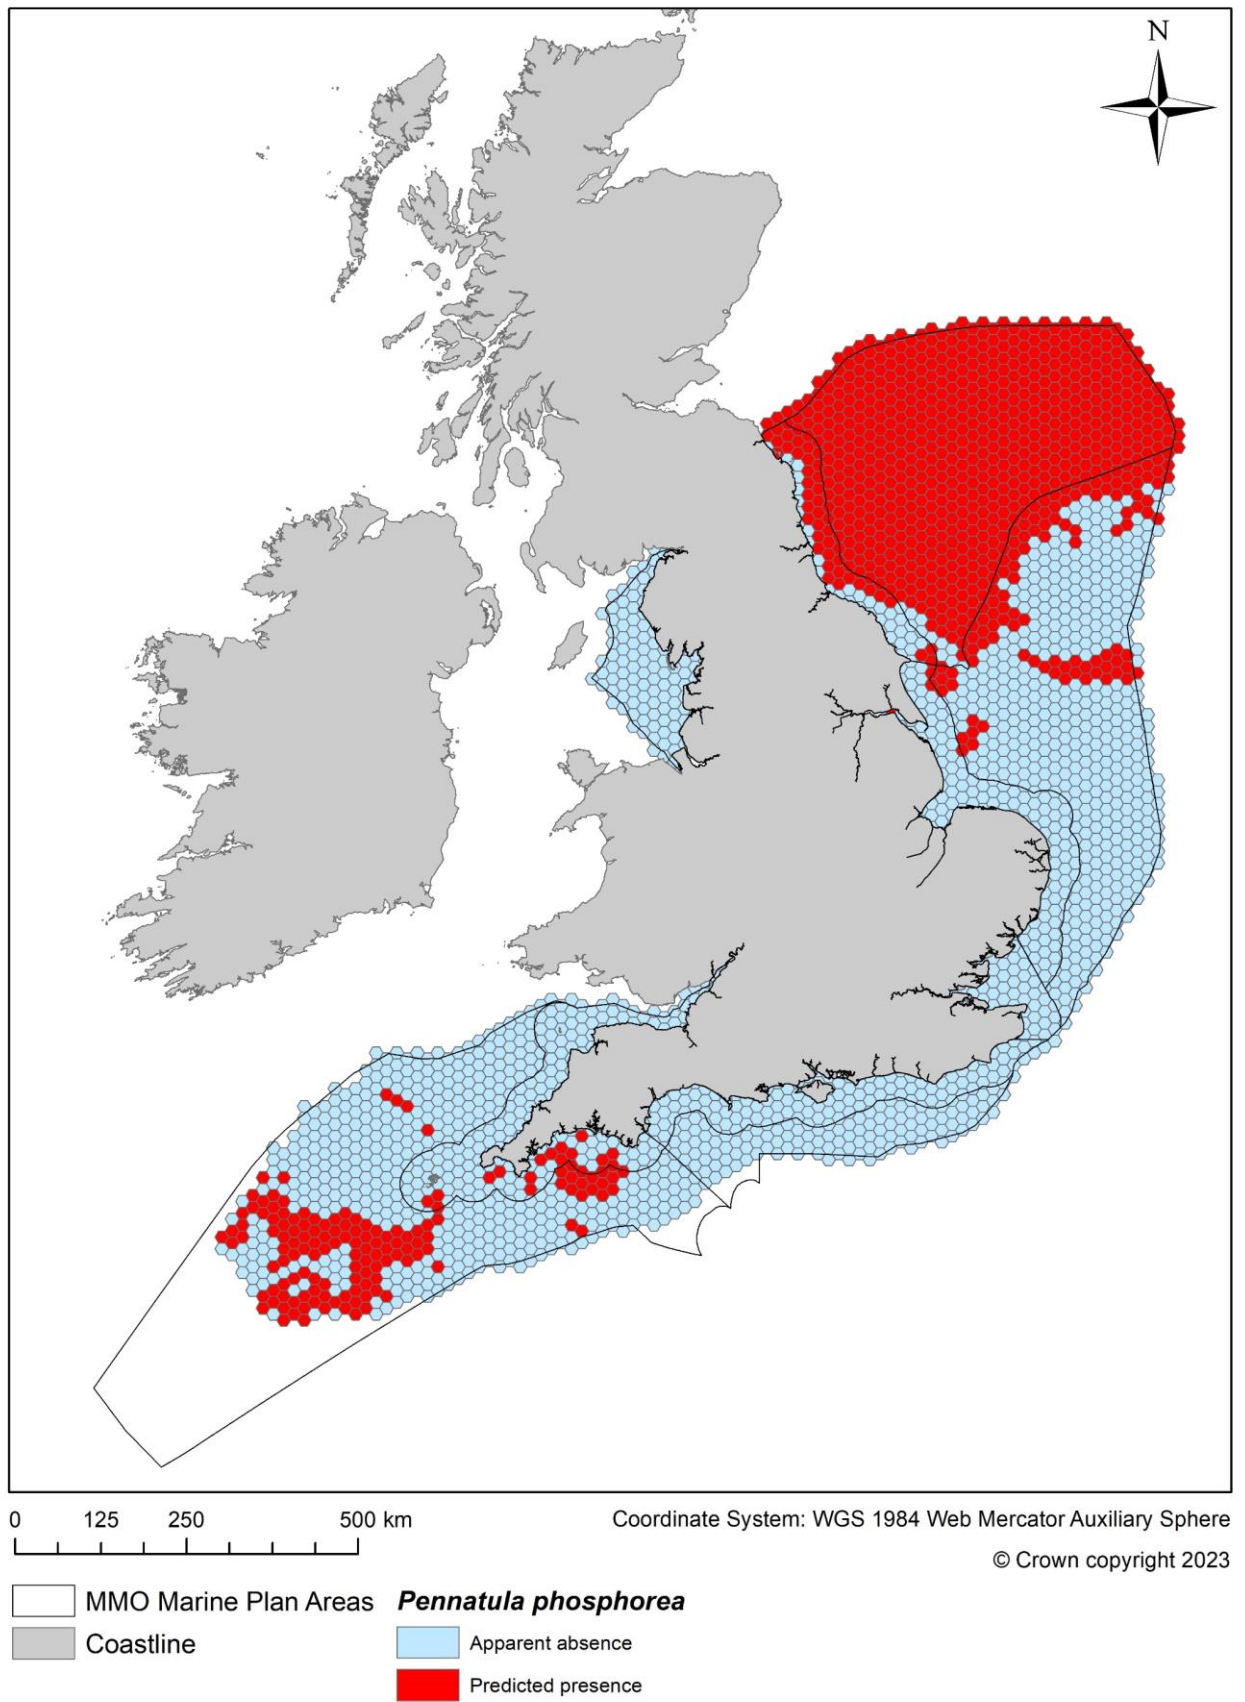 N
0 125 250 500 km
Coordinate System: WGS 1984 Web Mercator Auxiliary Sphere
© Crown copyright 2023
MMO Marine Plan Areas
Coastline
Pennatula phosphorea
Apparent absence
Predicted presence